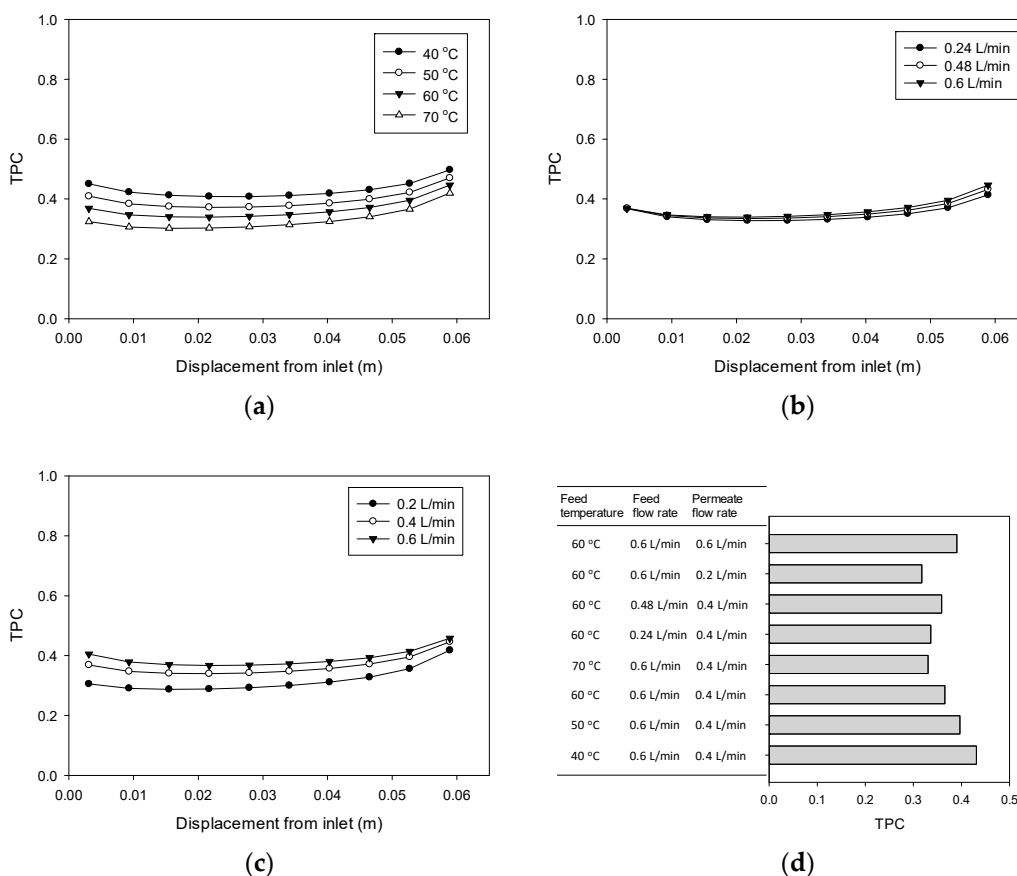 1.0
0.8
0.6
0.4
0.2
0.0
TPC
40 °C
50 °C
60 °C
70 °C
0.00 0.01 0.02 0.03 0.04 0.05 0.06
Displacement from inlet (m)
(a)
1.0
0.8
0.6
0.4
0.2
0.0
TPC
0.24 L/min
0.48 L/min
0.6 L/min
0.00 0.01 0.02 0.03 0.04 0.05 0.06
Displacement from inlet (m)
(b)
1.0
0.8
0.6
0.4
0.2
0.0
TPC
0.2 L/min
0.4 L/min
0.6 L/min
0.00 0.01 0.02 0.03 0.04 0.05 0.06
Displacement from inlet (m)
(c)
Feed Feed Permeate
temperature flow rate flow rate
60 °C 0.6 L/min 0.6 L/min
60 °C 0.6 L/min 0.2 L/min
60 °C 0.48 L/min 0.4 L/min
60 °C 0.24 L/min 0.4 L/min
70 °C 0.6 L/min 0.4 L/min
60 °C 0.6 L/min 0.4 L/min
50 °C 0.6 L/min 0.4 L/min
40 °C 0.6 L/min 0.4 L/min
0.0 0.1 0.2 0.3 0.4 0.5
TPC
(d)